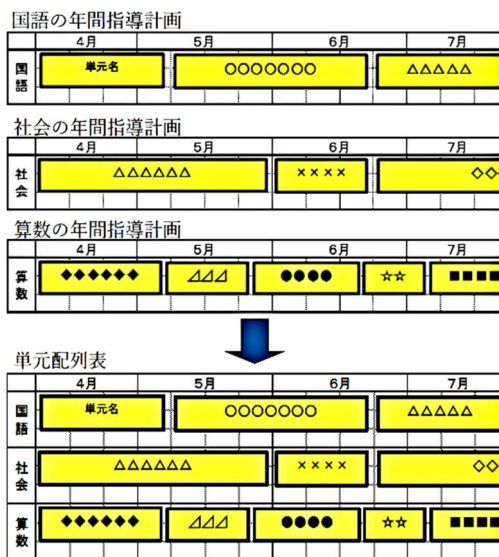 国語の年間指導計画
4月 5月 6月 7月
国語 単元名 ○○○○○○○ △△△△△
社会の年間指導計画
4月 5月 6月 7月
社会 △△△△△△ ×××× ◇◇
算数の年間指導計画
4月 5月 6月 7月
算数 ◆◆◆◆◆◆ ⊿⊿⊿ ●●●● ☆☆ ■■■■
単元配列表
4月 5月 6月 7月
国語 単元名 ○○○○○○○ △△△△△
社会 △△△△△△ ×××× ◇◇
算数 ◆◆◆◆◆◆ ⊿⊿⊿ ●●●● ☆☆ ■■■■